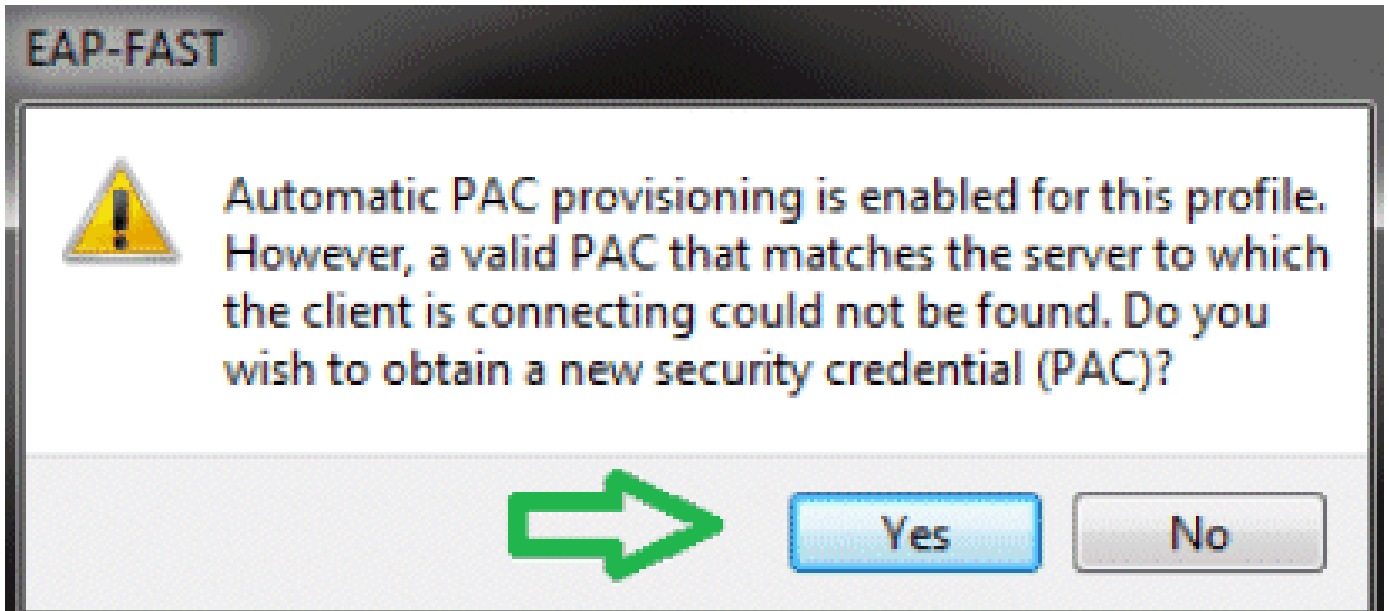 EAP-FAST
Automatic PAC provisioning is enabled for this profile.
However, a valid PAC that matches the server to which
the client is connecting could not be found. Do you
wish to obtain a new security credential (PAC)?
Yes
No